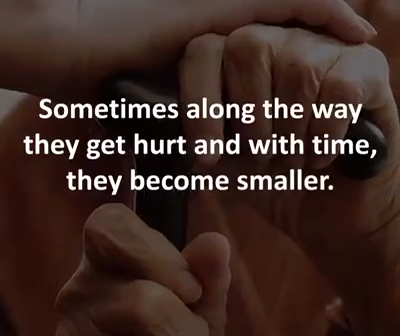 Sometimes along the way
they get hurt and with time,
they become smaller.